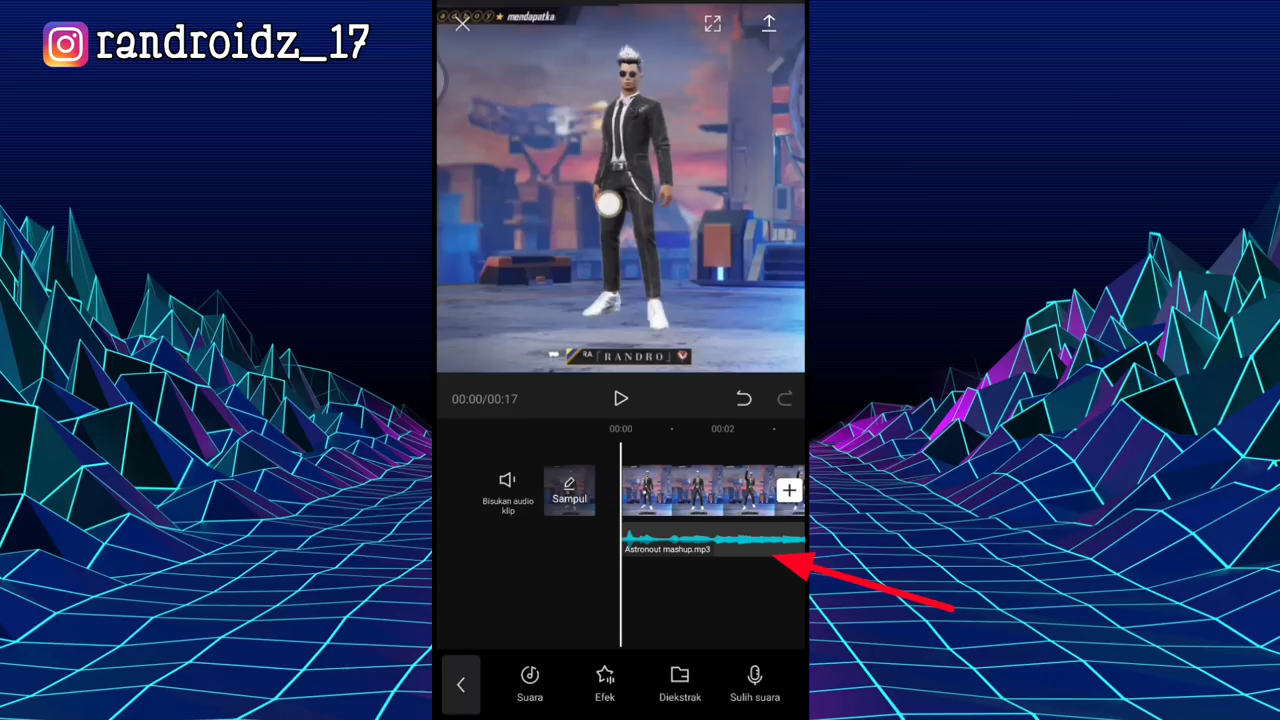 randroidz_17
mendapatka
RA「RANDRO」
00:00/00:17
00:00
00:02
Bisukan audio
klip
Sampul
Astronout mashup.mp3
Suara
Efek
Diekstrak
Sulih suara